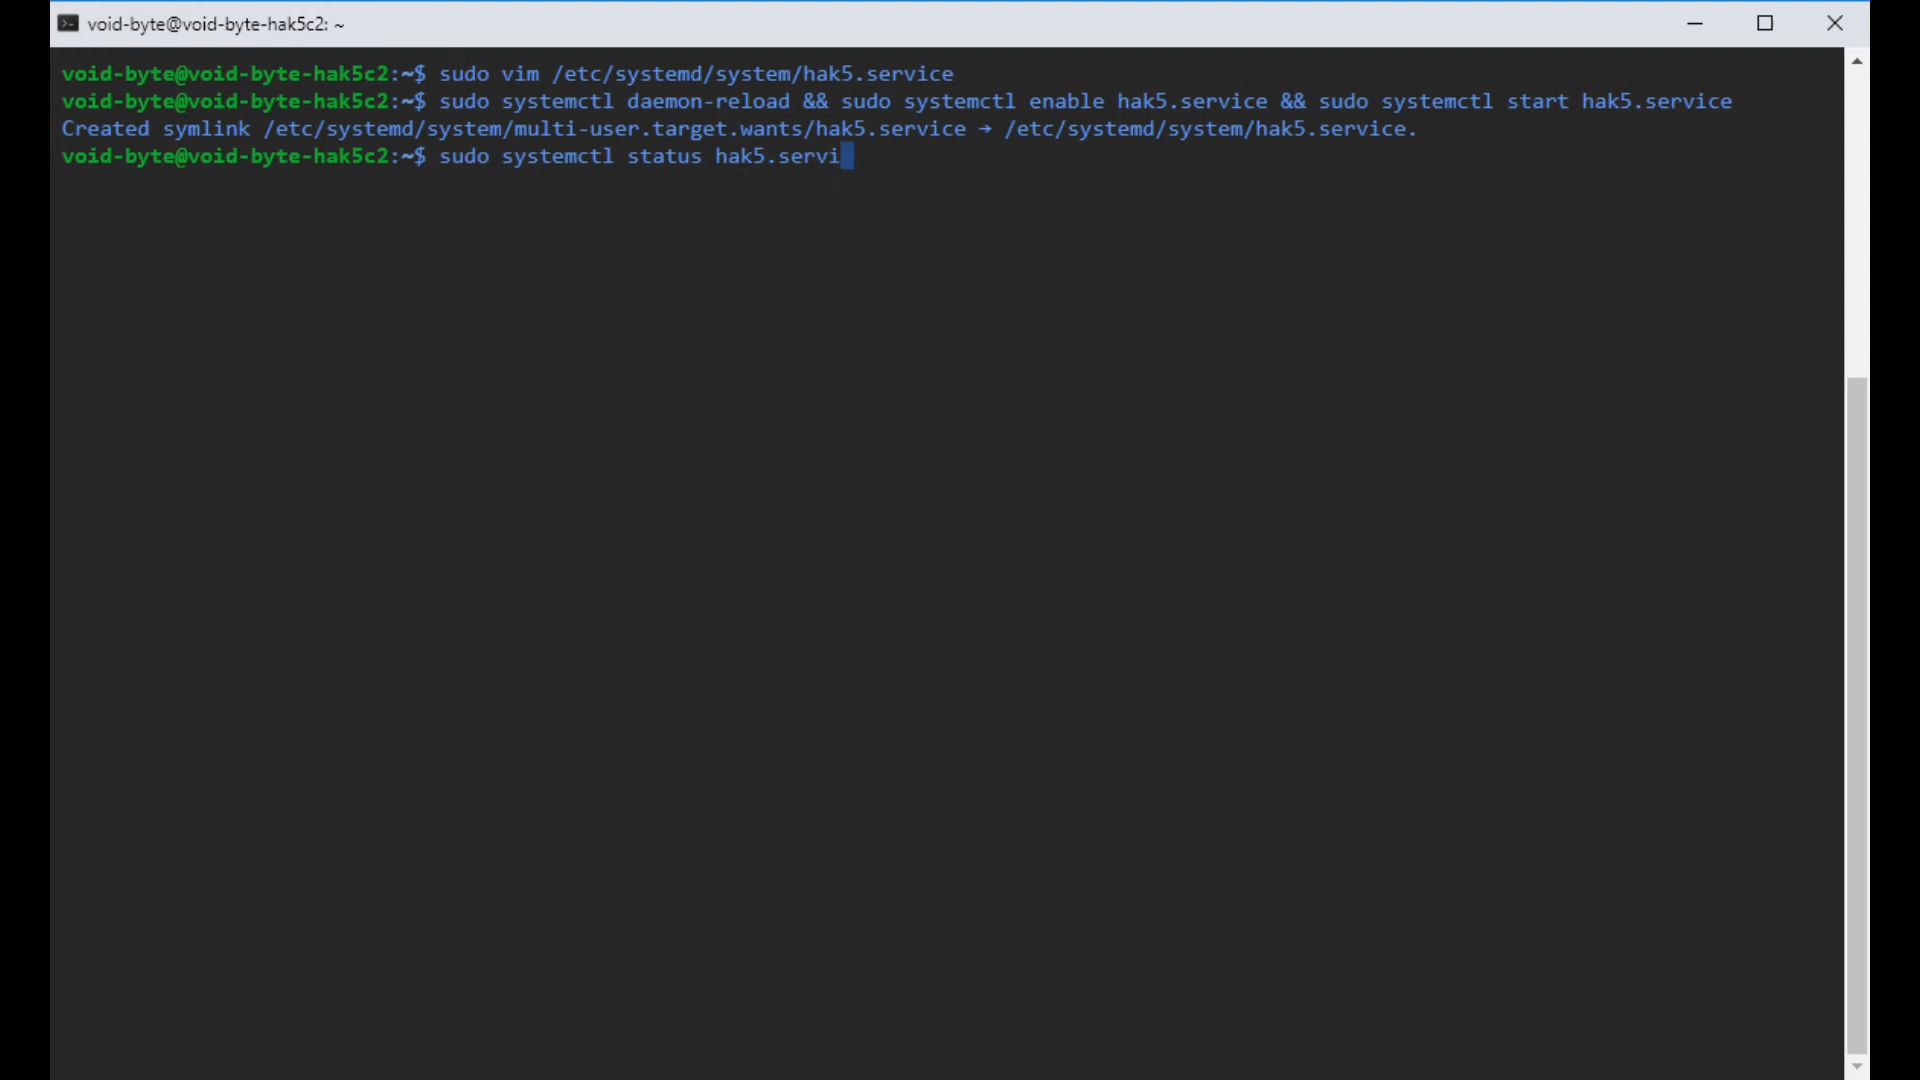 void-byte@void-byte-hak5c2: ~
void-byte@void-byte-hak5c2:~$ sudo vim /etc/systemd/system/hak5.service
void-byte@void-byte-hak5c2:~$ sudo systemctl daemon-reload && sudo systemctl enable hak5.service && sudo systemctl start hak5.service
Created symlink /etc/systemd/system/multi-user.target.wants/hak5.service → /etc/systemd/system/hak5.service.
void-byte@void-byte-hak5c2:~$ sudo systemctl status hak5.servi